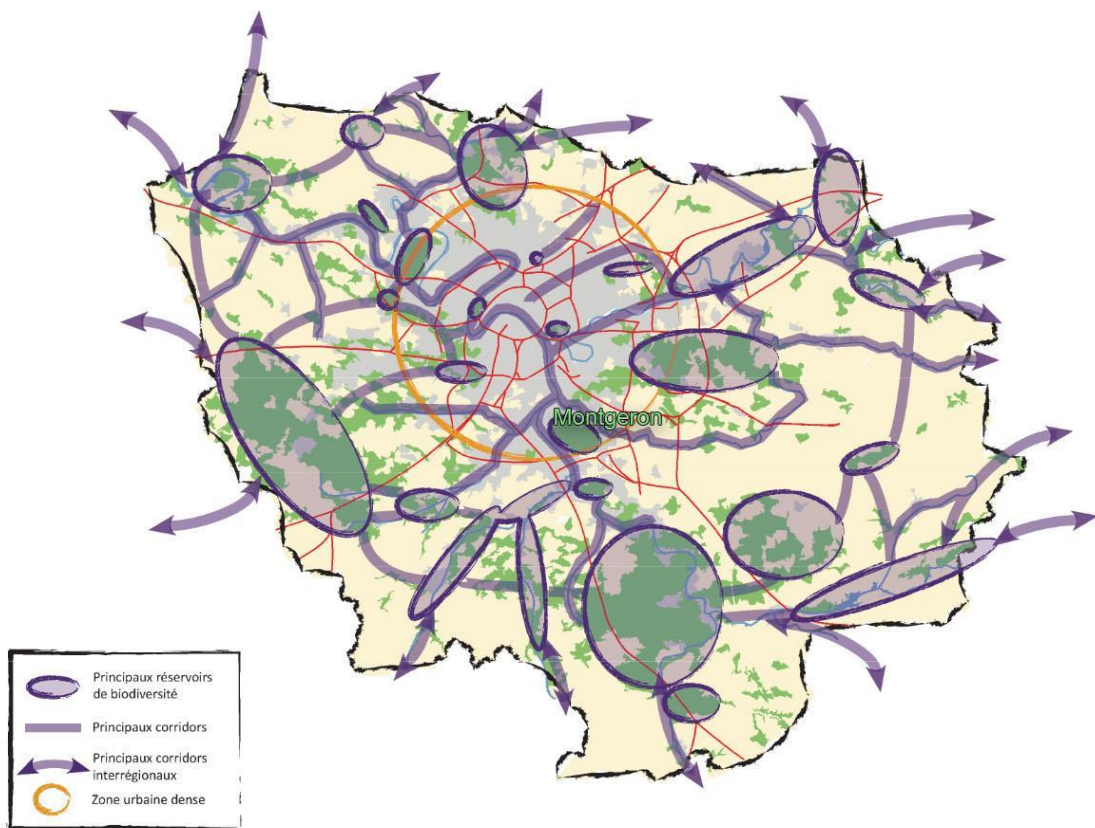 Montgeron
Principaux réservoirs
de biodiversité
Principaux corridors
Principaux corridors
interrégionaux
Zone urbaine dense